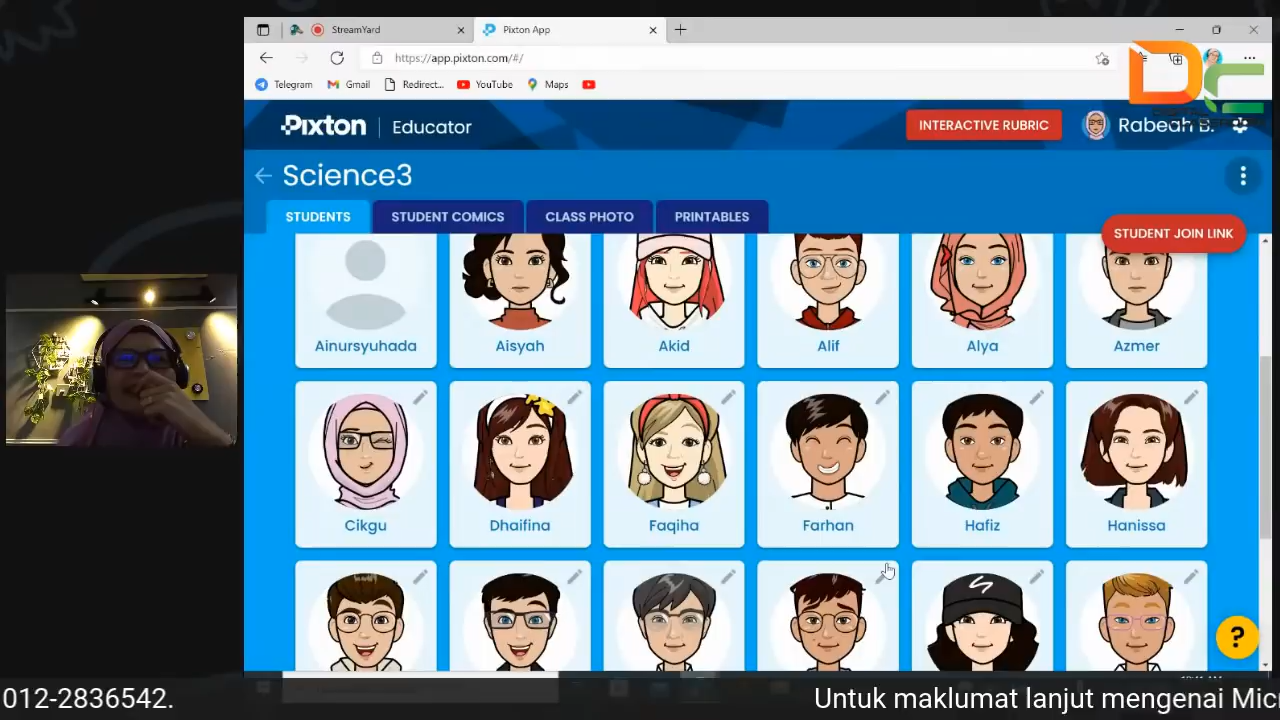 StreamYard
Pixton App
https://app.pixton.com/#/
Telegram
Gmail
Redirect...
YouTube
Maps
DE
Pixton
Educator
INTERACTIVE RUBRIC
Rabeah B.
Science3
STUDENTS
STUDENT COMICS
CLASS PHOTO
PRINTABLES
STUDENT JOIN LINK
Ainursyuhada
Aisyah
Akid
Alif
Alya
Azmer
Cikgu
Dhaifina
Faqiha
Farhan
Hafiz
Hanissa
?
012-2836542.
Untuk maklumat lanjut mengenai Micr